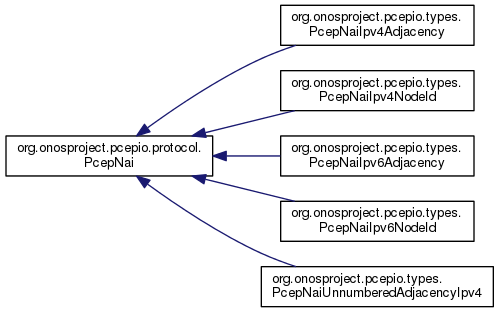 org.onosproject.pcepio.types.
PcepNaiIpv4Adjacency
org.onosproject.pcepio.types.
PcepNaiIpv4NodeId
org.onosproject.pcepio.protocol.
PcepNai
org.onosproject.pcepio.types.
PcepNaiIpv6Adjacency
org.onosproject.pcepio.types.
PcepNaiIpv6NodeId
org.onosproject.pcepio.types.
PcepNaiUnnumberedAdjacencyIpv4